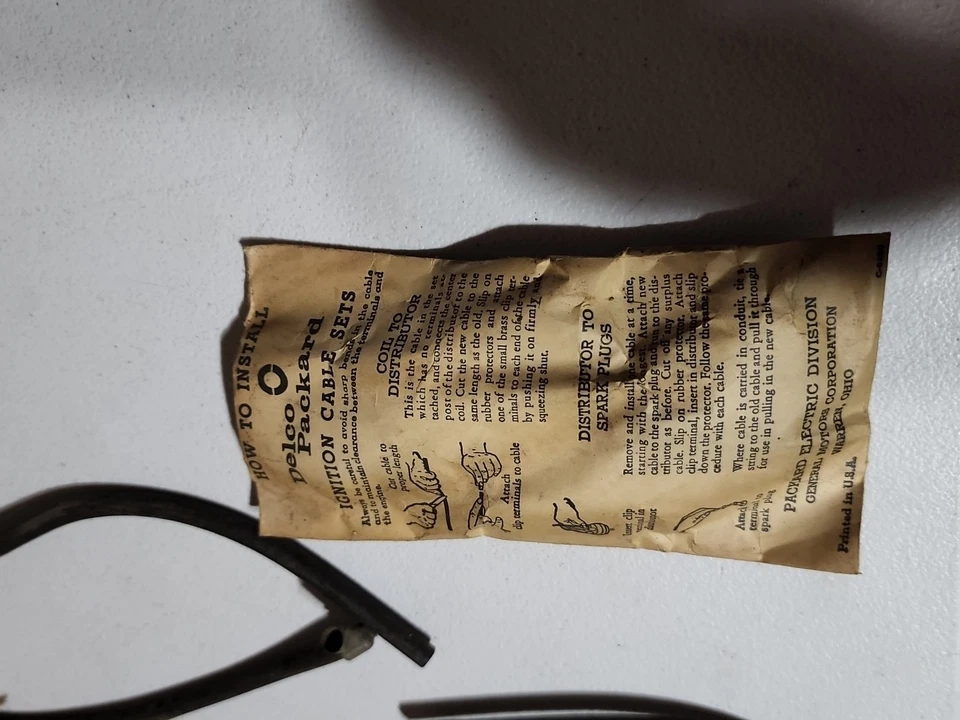 HOW TO INSTALL
Delco
Packard
IGNITION CABLE SETS
Always be careful to avoid sharp bends in the cable
and to maintain clearance between the terminals and
the engine.
COIL TO
DISTRIBUTOR
This is the cable in the set
which has no terminals at-
tached, and connects the center
post of the distributor to the
coil. Cut the new cable to the
same length as the old. Slip on
rubber protectors and attach
one of the small brass clip ter-
minals to each end of the cable
by pushing it on firmly and
squeezing shut.
Cut cable to
proper length
Attach
clip terminals to cable
DISTRIBUTOR TO
SPARK PLUGS
Remove and install one cable at a time,
starting with the longest. Attach new
cable to the spark plug and run to the dis-
tributor as before. Cut off any surplus
cable. Slip on rubber protector. Attach
clip terminal, insert in distributor and slip
down the protector. Follow the same pro-
cedure with each cable.
Where cable is carried in conduit, tie a
string to the old cable and pull it through
for use in pulling in the new cable.
Insert clip
terminal in
distributor
Attach
terminal to
spark plug
PACKARD ELECTRIC DIVISION
GENERAL MOTORS CORPORATION
WARREN, OHIO
Printed in U.S.A.